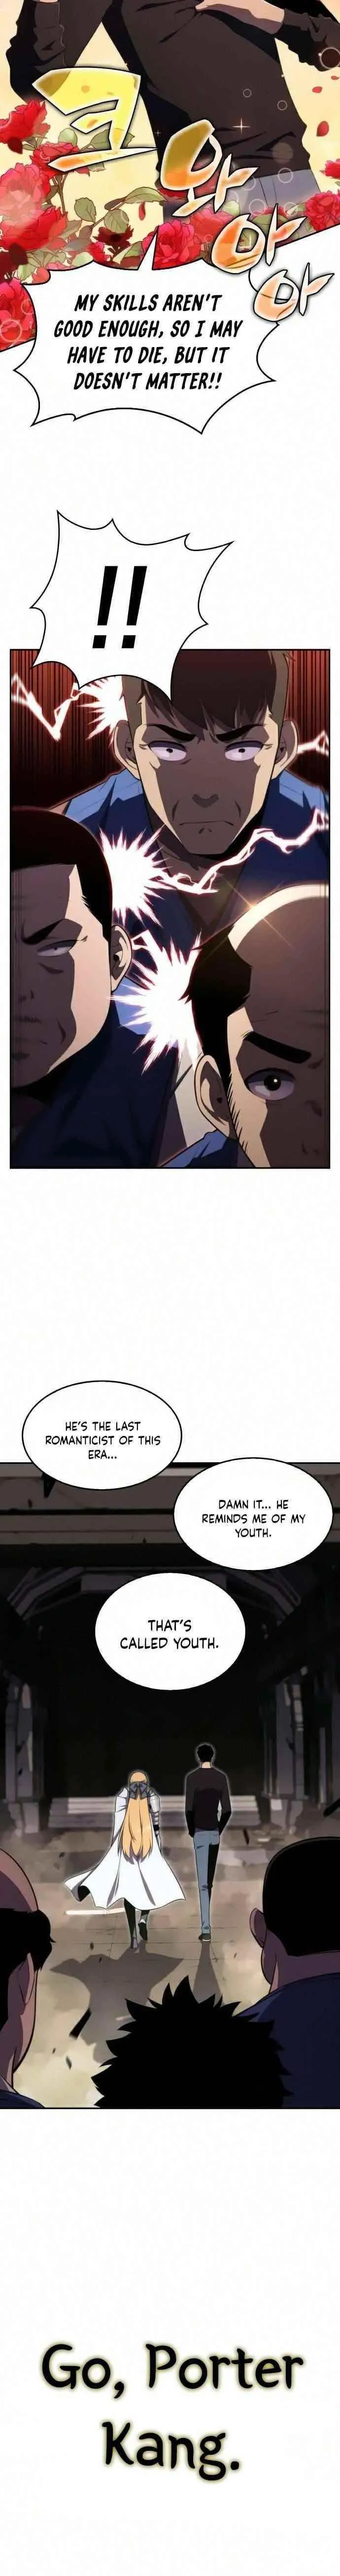 크
와
아
아
MY SKILLS AREN'T
GOOD ENOUGH, SO I MAY
HAVE TO DIE, BUT IT
DOESN'T MATTER!!
!!
HE'S THE LAST
ROMANTICIST OF THIS
ERA...
DAMN IT... HE
REMINDS ME OF MY
YOUTH.
THAT'S
CALLED YOUTH.
Go, Porter
Kang.